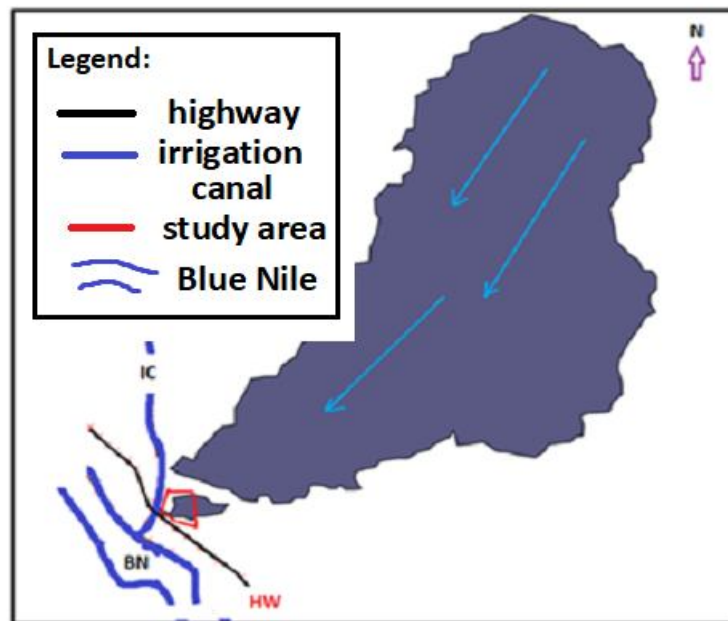 N
Legend:
highway
irrigation
canal
study area
Blue Nile
IC
BN
HW